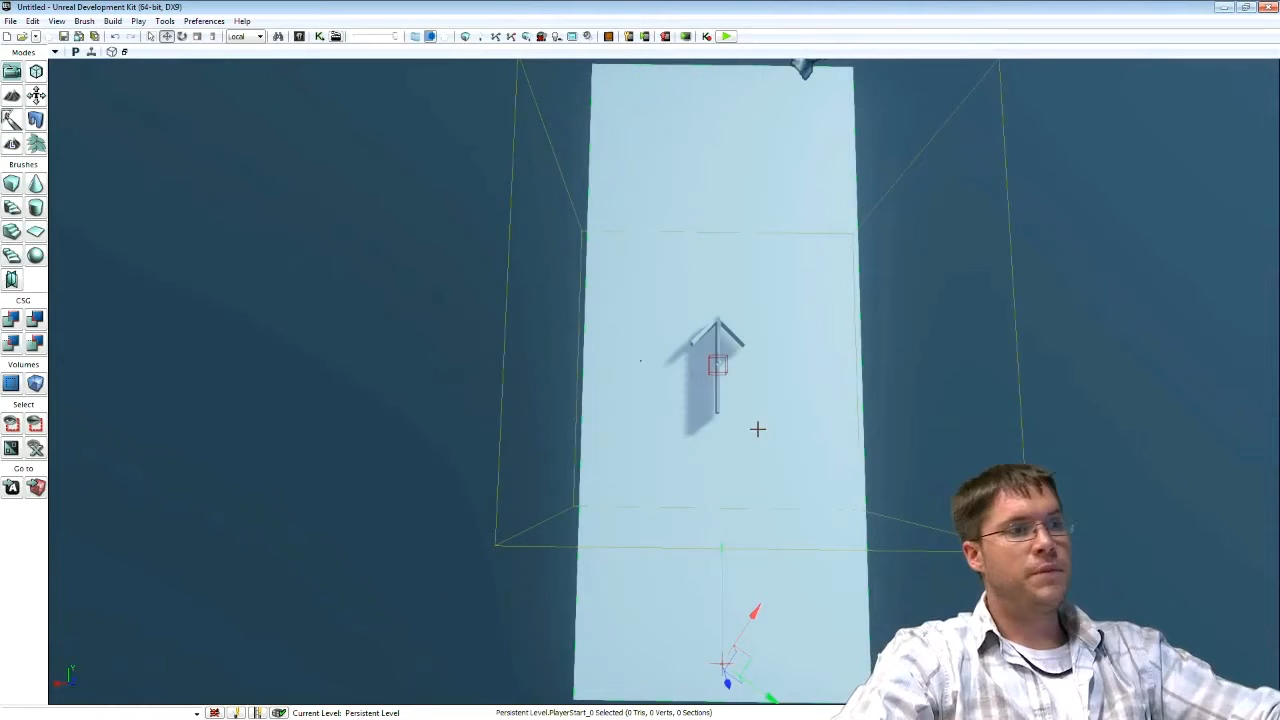 Untitled - Unreal Development Kit (64-bit, DX9)
File Edit View Brush Build Play Tools Preferences Help
Local
Modes
P
Brushes
CSG
Volumes
Select
Go to
Current Level: Persistent Level Persistent Level.PlayerStart_0 Selected (0 Tris, 0 Verts, 0 Sections)